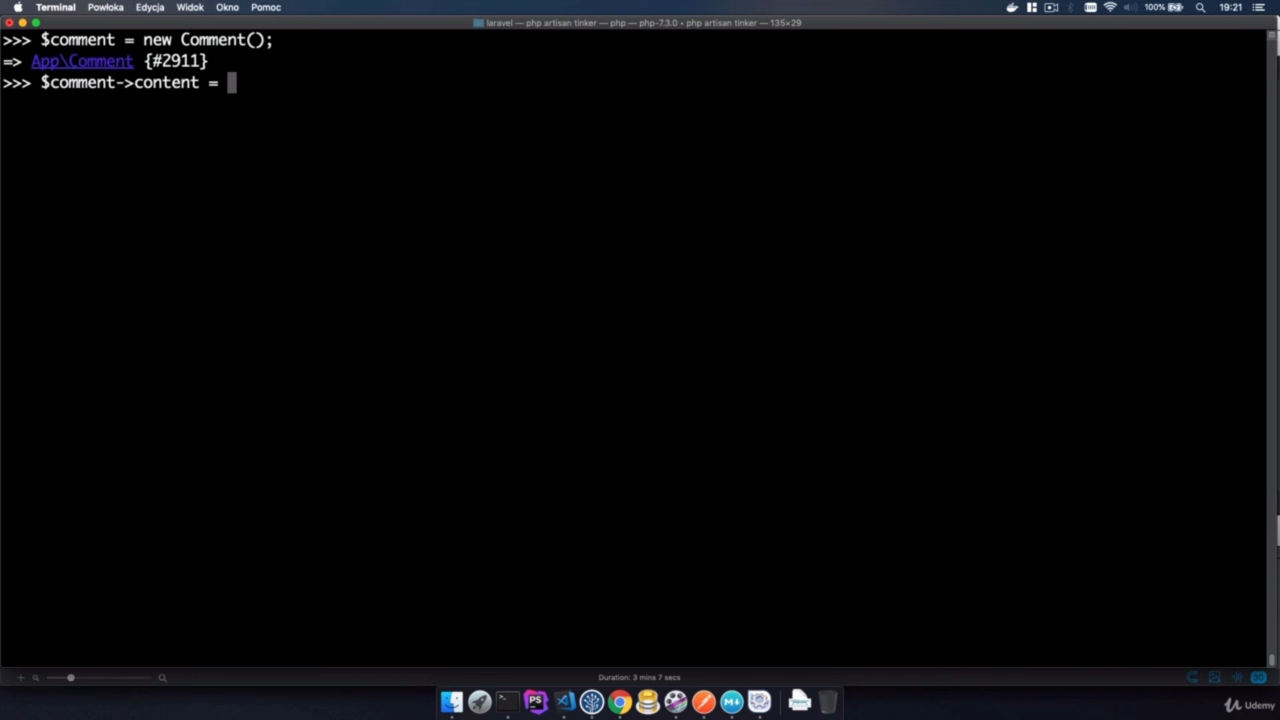 Terminal Powłoka Edycja Widok Okno Pomoc 100% 19:21
laravel — php artisan tinker — php — php-7.3.0 • php artisan tinker — 135×29
>>> $comment = new Comment();
=> App\Comment {#2911}
>>> $comment->content =
Duration: 3 mins 7 secs
PS M↓
Udemy